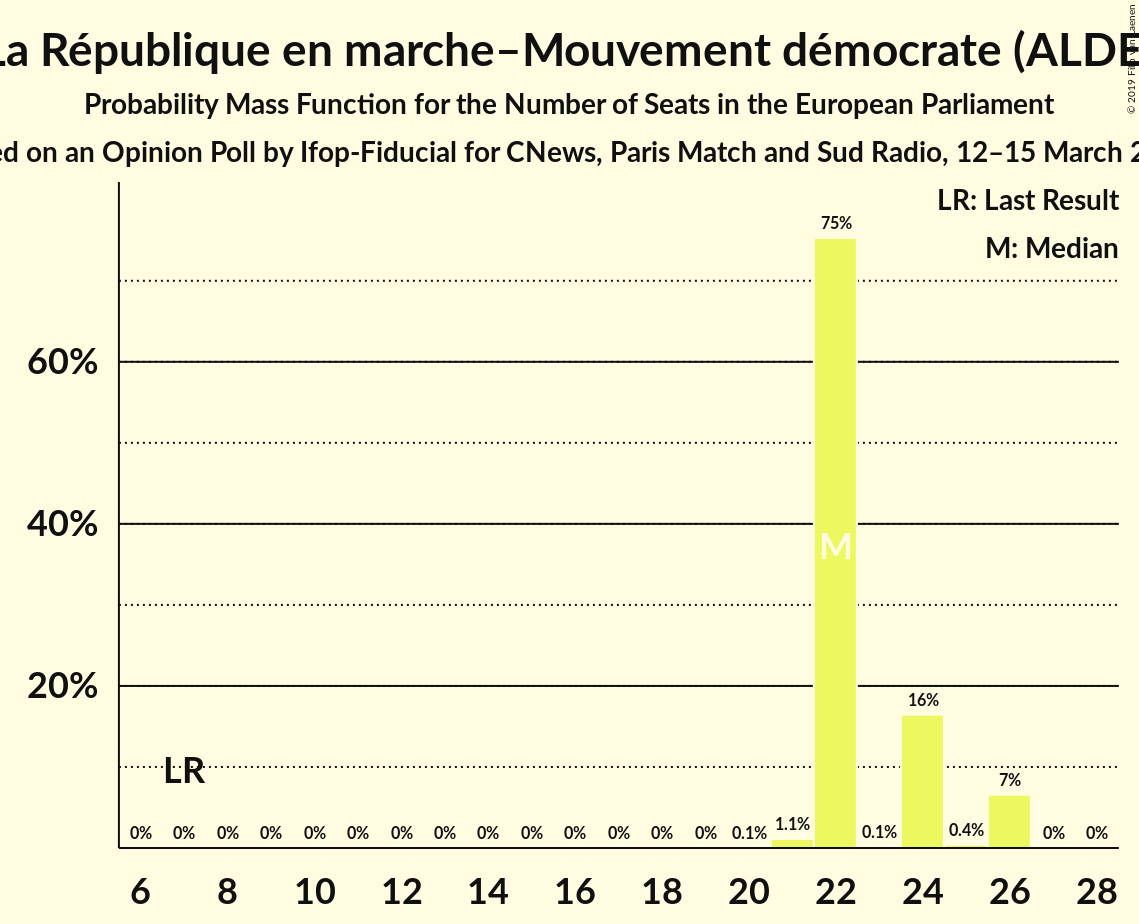 La République en marche–Mouvement démocrate (ALDE
Probability Mass Function for the Number of Seats in the European Parliament
on an Opinion Poll by Ifop-Fiducial for CNews, Paris Match and Sud Radio, 12–15 March
© 2019
LR: Last Result
M: Median
75%
60%
40%
M
20%
16%
LR
7%
0% 0% 0% 0% 0% 0% 0% 0% 0% 0% 0% 0% 0% 0% 0.1% 1.1% 0.1% 0.4% 0% 0%
6 8 10 12 14 16 18 20 22 24 26 28